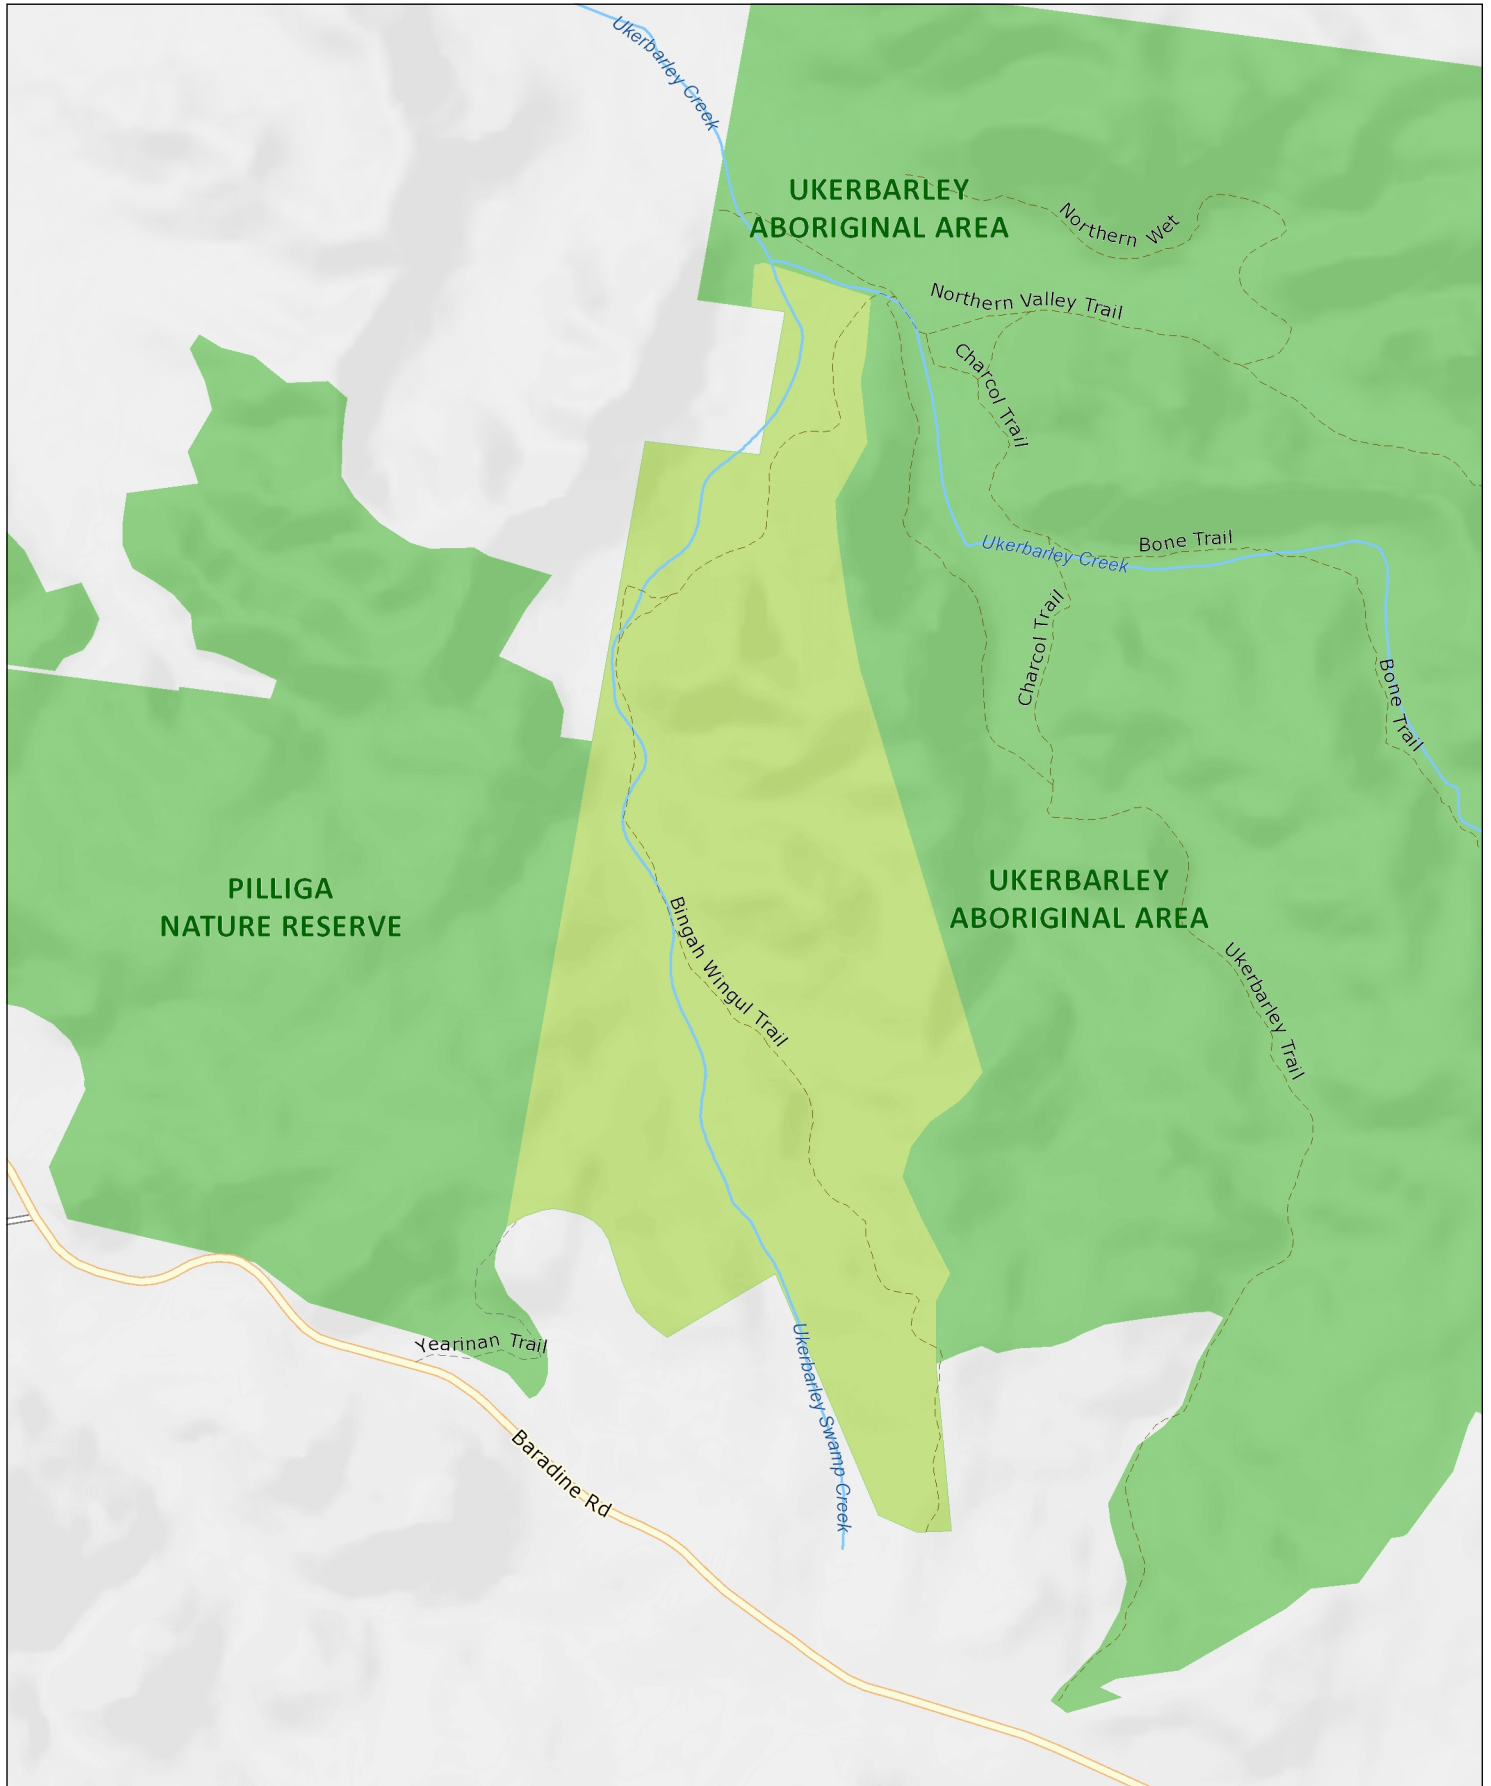 Ukerbarley Creek
UKERBARLEY
ABORIGINAL AREA
Northern Wet
Northern Valley Trail
Charcol Trail
Ukerbarley Creek
Bone Trail
Charcol Trail
Bone Trail
PILLIGA
NATURE RESERVE
UKERBARLEY
ABORIGINAL AREA
Bingah Wingul Trail
Ukerbarley Trail
Yearinan Trail
Ukerbarley Swamp Creek
Baradine Rd